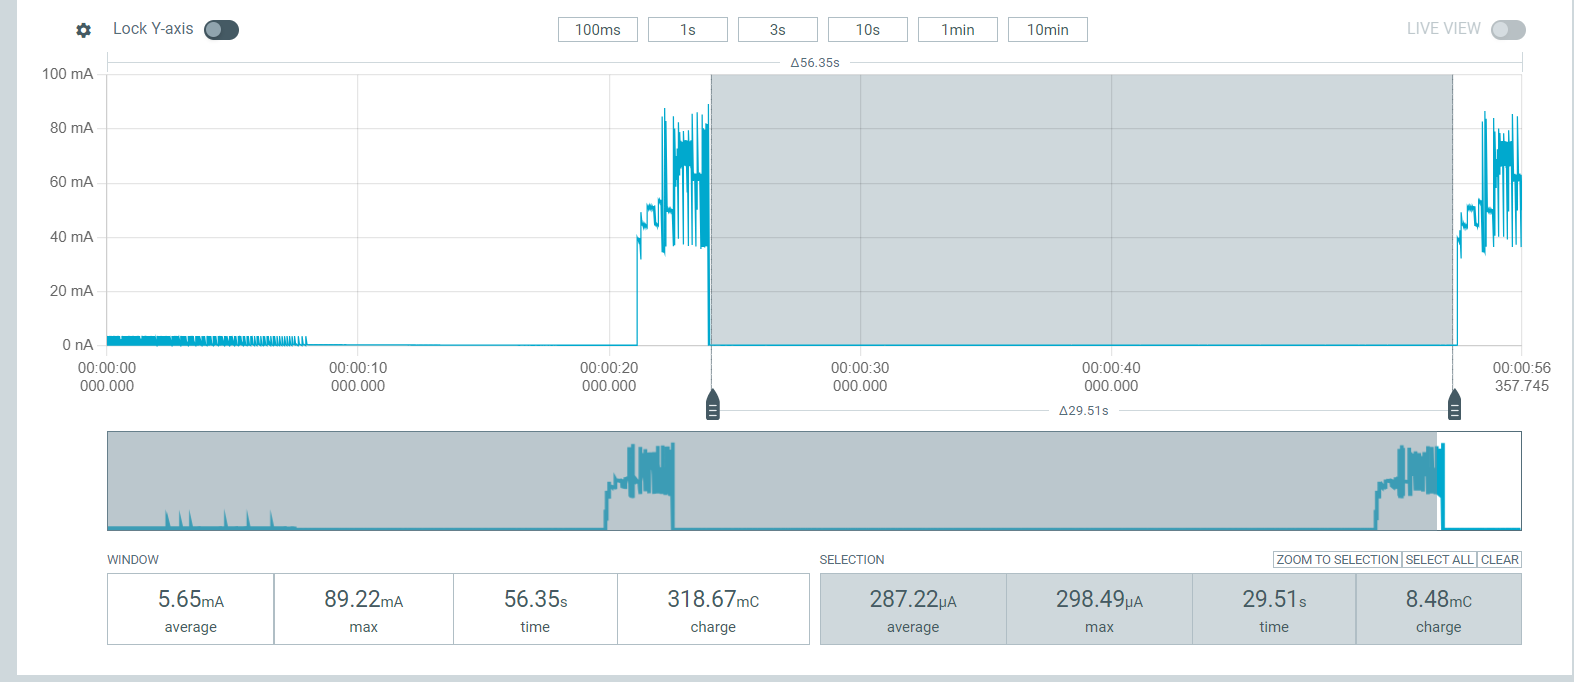 Lock Y-axis
100ms
1s
3s
10s
1min
10min
LIVE VIEW
Δ56.35s
100 mA
80 mA
60 mA
40 mA
20 mA
0 nA
00:00:00
000.000
00:00:10
000.000
00:00:20
000.000
00:00:30
000.000
00:00:40
000.000
00:00:56
357.745
Δ29.51s
WINDOW
5.65mA
average
89.22mA
max
56.35s
time
318.67mC
charge
SELECTION
ZOOM TO SELECTION
SELECT ALL
CLEAR
287.22µA
average
298.49µA
max
29.51s
time
8.48mC
charge